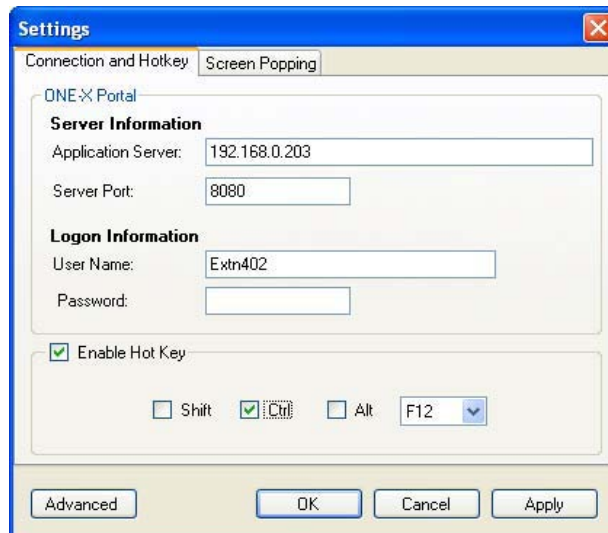 Settings
Connection and Hotkey Screen Popping
ONE-X Portal
Server Information
Application Server: 192.168.0.203
Server Port: 8080
Logon Information
User Name: Extn402
Password:
Enable Hot Key
Shift Ctrl Alt F12
Advanced OK Cancel Apply